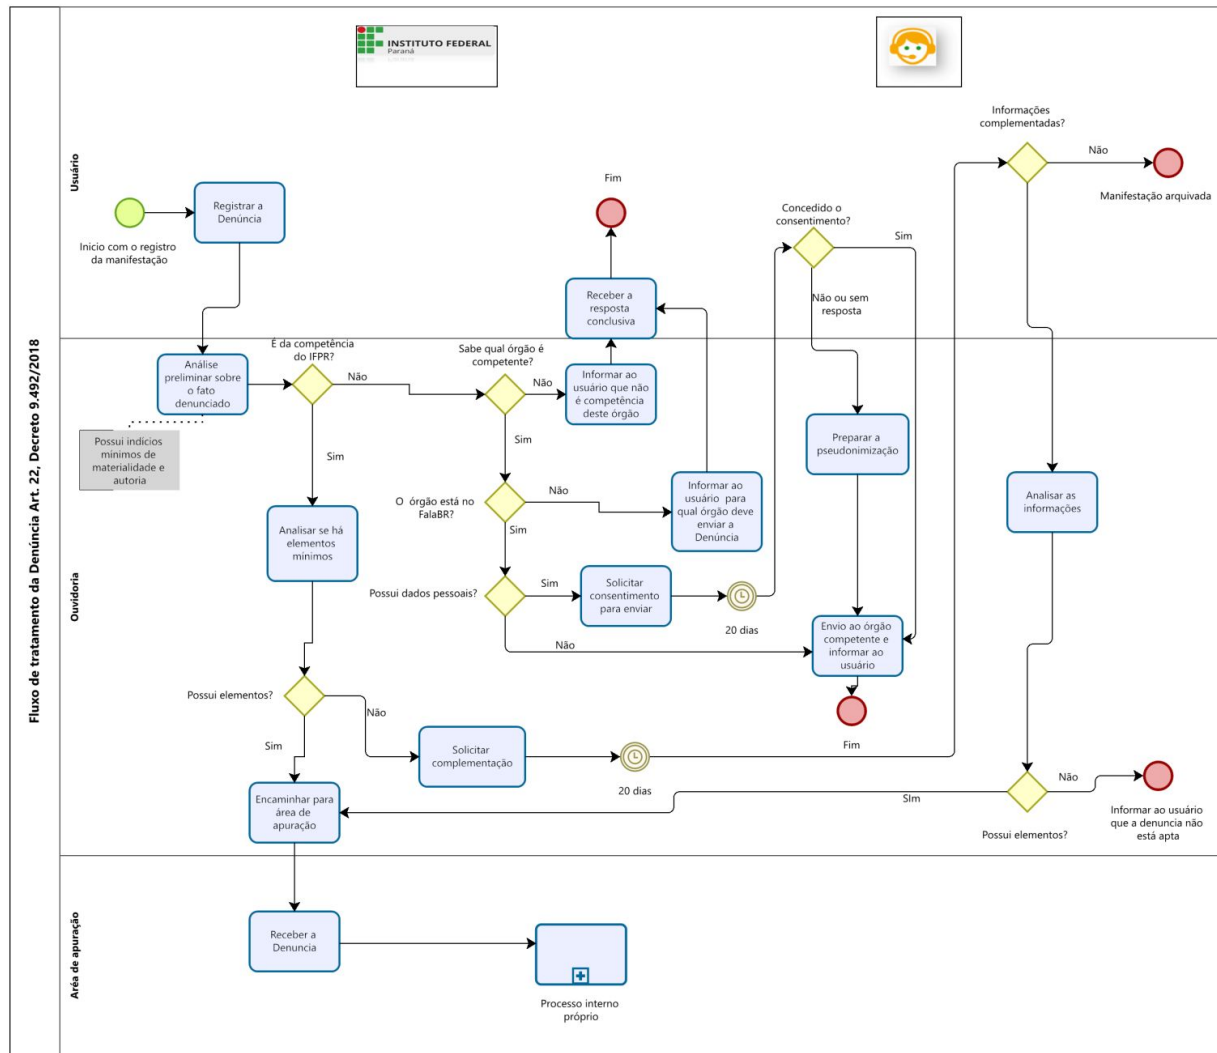 Fluxo de tratamento da Denúncia Art. 22, Decreto 9.492/2018
INSTITUTO FEDERAL
Paraná
Usuário
Inicio com o registro
da manifestação
Registrar a
Denúncia
Fim
Receber a
resposta
conclusiva
Concedido o
consentimento?
Sim
Não ou sem
resposta
Informações
complementadas?
Não
Manifestação arquivada
Ouvidoria
Análise
preliminar sobre
o fato
denunciado
Possui indícios
mínimos de
materialidade e
autoria
É da competência
do IFPR?
Não
Sim
Sabe qual órgão é
competente?
Não
Sim
Informar ao
usuário que não
é competência
deste órgão
O órgão está no
FalaBR?
Não
Sim
Informar ao
usuário para
qual órgão deve
enviar a
Denúncia
Possui dados pessoais?
Sim
Não
Solicitar
consentimento
para enviar
20 dias
Preparar a
pseudonimização
Envio ao órgão
competente e
informar ao
usuário
Fim
Analisar se há
elementos
mínimos
Possui elementos?
Não
Sim
Solicitar
complementação
20 dias
Analisar as
informações
Não
SIm
Possui elementos?
Informar ao usuário
que a denuncia não
está apta
Encaminhar para
área de
apuração
Aréa de apuração
Receber a
Denuncia
Processo interno
próprio